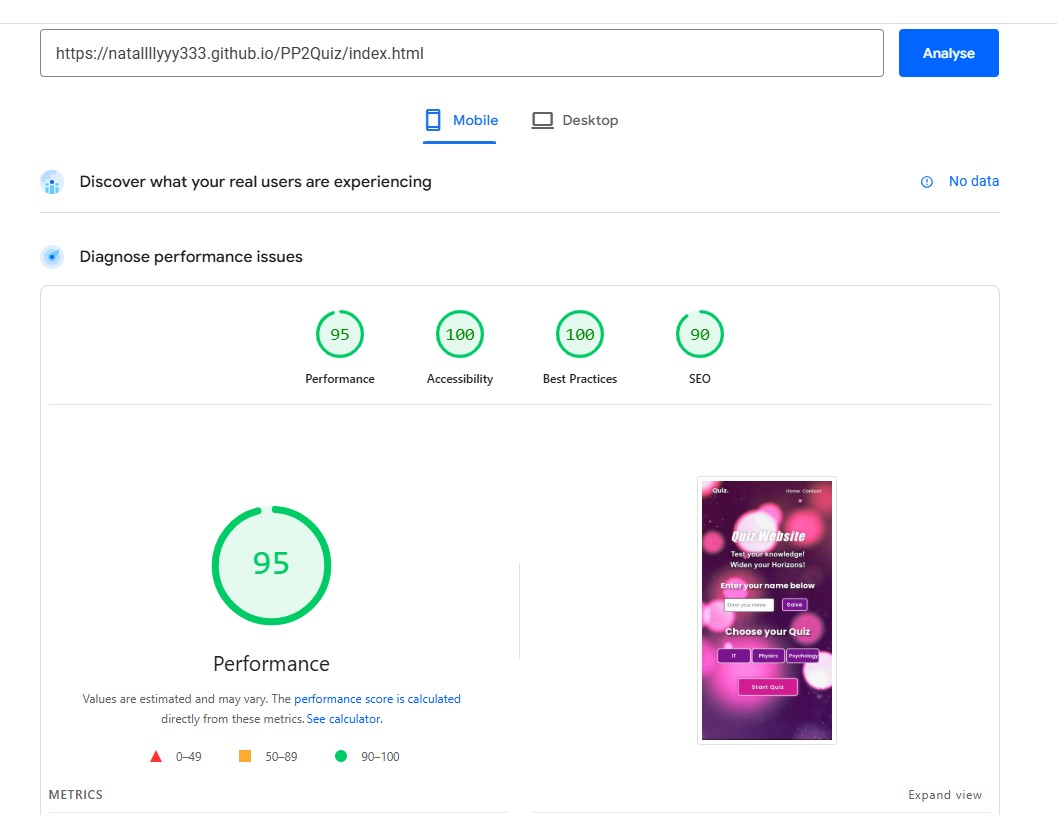 https://natallllyyy333.github.io/PP2Quiz/index.html
Analyse
Mobile
Desktop
Discover what your real users are experiencing
No data
Diagnose performance issues
95
100
100
90
Performance
Accessibility
Best Practices
SEO
95
Performance
Values are estimated and may vary. The performance score is calculated
directly from these metrics. See calculator.
0–49
50–89
90–100
Quiz.
Home Contact
Quiz Website
Test your knowledge!
Widen your Horizons!
Enter your name below
Enter your name
Save
Choose your Quiz
IT
Physics
Psychology
Start Quiz
METRICS
Expand view